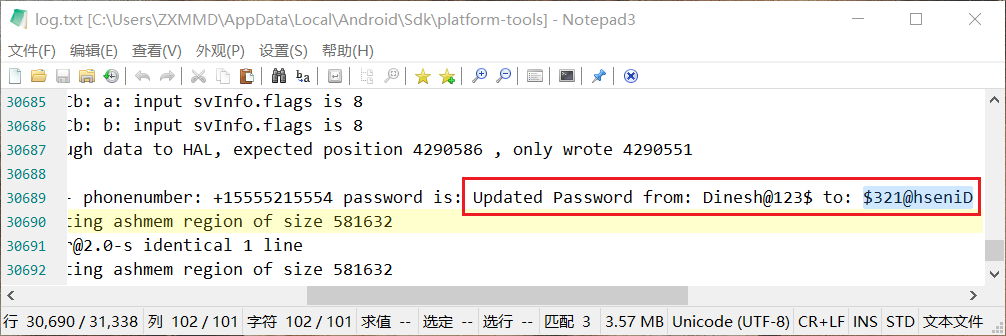 log.txt [C:\Users\ZXMMD\AppData\Local\Android\Sdk\platform-tools] - Notepad3
文件(F) 编辑(E) 查看(V) 外观(P) 设置(S) 帮助(H)
30685 Cb: a: input svInfo.flags is 8
30686 Cb: b: input svInfo.flags is 8
30687 ugh data to HAL, expected position 4290586 , only wrote 4290551
30688
30689 - phonenumber: +15555215554 password is: Updated Password from: Dinesh@123$ to: $321@hseniD
30690 ting ashmem region of size 581632
30691 r@2.0-s identical 1 line
30692 ting ashmem region of size 581632
行 30,690 / 31,338 列 102 / 101 字符 102 / 101 求值 -- 选定 -- 选行 -- 匹配 3 3.57 MB Unicode (UTF-8) CR+LF INS STD 文本文件